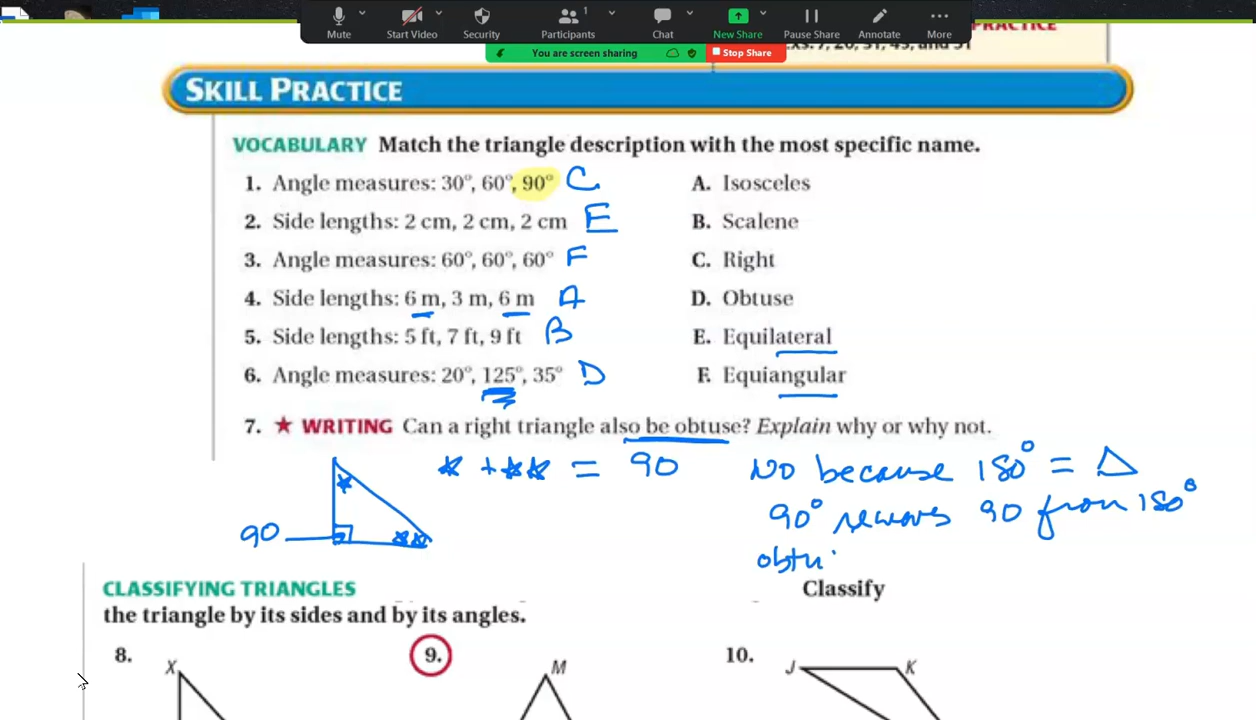 Mute
Start Video
Security
Participants
1
Chat
New Share
Pause Share
Annotate
More
You are screen sharing
Stop Share
SKILL PRACTICE
VOCABULARY Match the triangle description with the most specific name.
1. Angle measures: 30°, 60°, 90° C
A. Isosceles
2. Side lengths: 2 cm, 2 cm, 2 cm E
B. Scalene
3. Angle measures: 60°, 60°, 60° F
C. Right
4. Side lengths: 6 m, 3 m, 6 m A
D. Obtuse
5. Side lengths: 5 ft, 7 ft, 9 ft B
E. Equilateral
6. Angle measures: 20°, 125°, 35° D
F. Equiangular
7. ★ WRITING Can a right triangle also be obtuse? Explain why or why not.
★ + ★★ = 90
No because 180° = △
90° removes 90 from 180°
obtu
90
CLASSIFYING TRIANGLES Classify
the triangle by its sides and by its angles.
8.
X
9.
M
10.
J
K